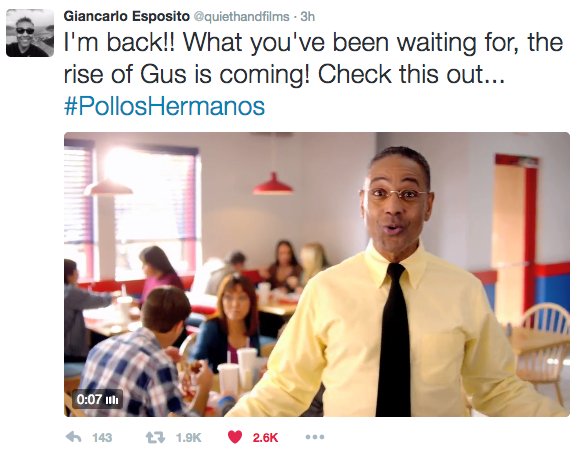 Giancarlo Esposito @quiethandfilms · 3h
I'm back!! What you've been waiting for, the
rise of Gus is coming! Check this out...
#PollosHermanos
0:07
143 1.9K 2.6K